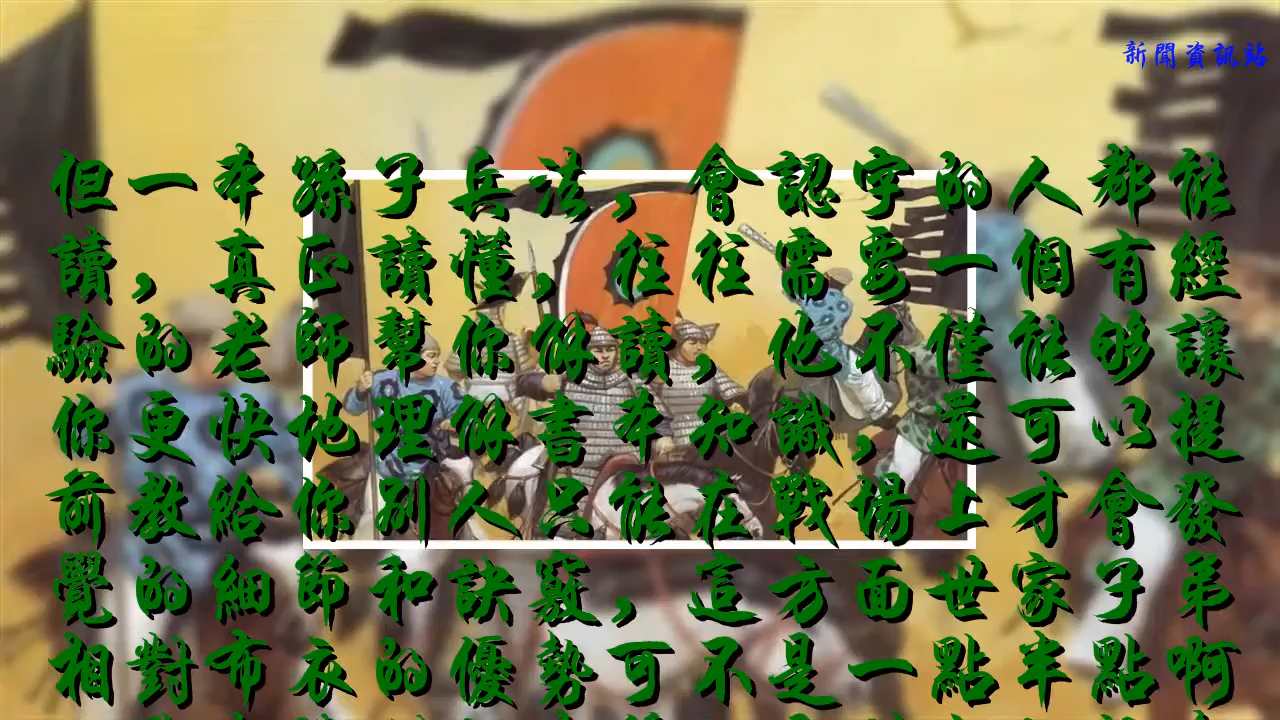 新聞資訊站
但一本孫子兵法，會認字的人都能
讀，真正讀懂，往往需要一個有經
驗的老師幫你解讀，他不僅能够讓
你更快地理解書本知識，還可以提
前教給你別人只能在戰場上才會發
覺的細節和訣竅，這方面世家子弟
相對布衣的優勢可不是一點半點啊